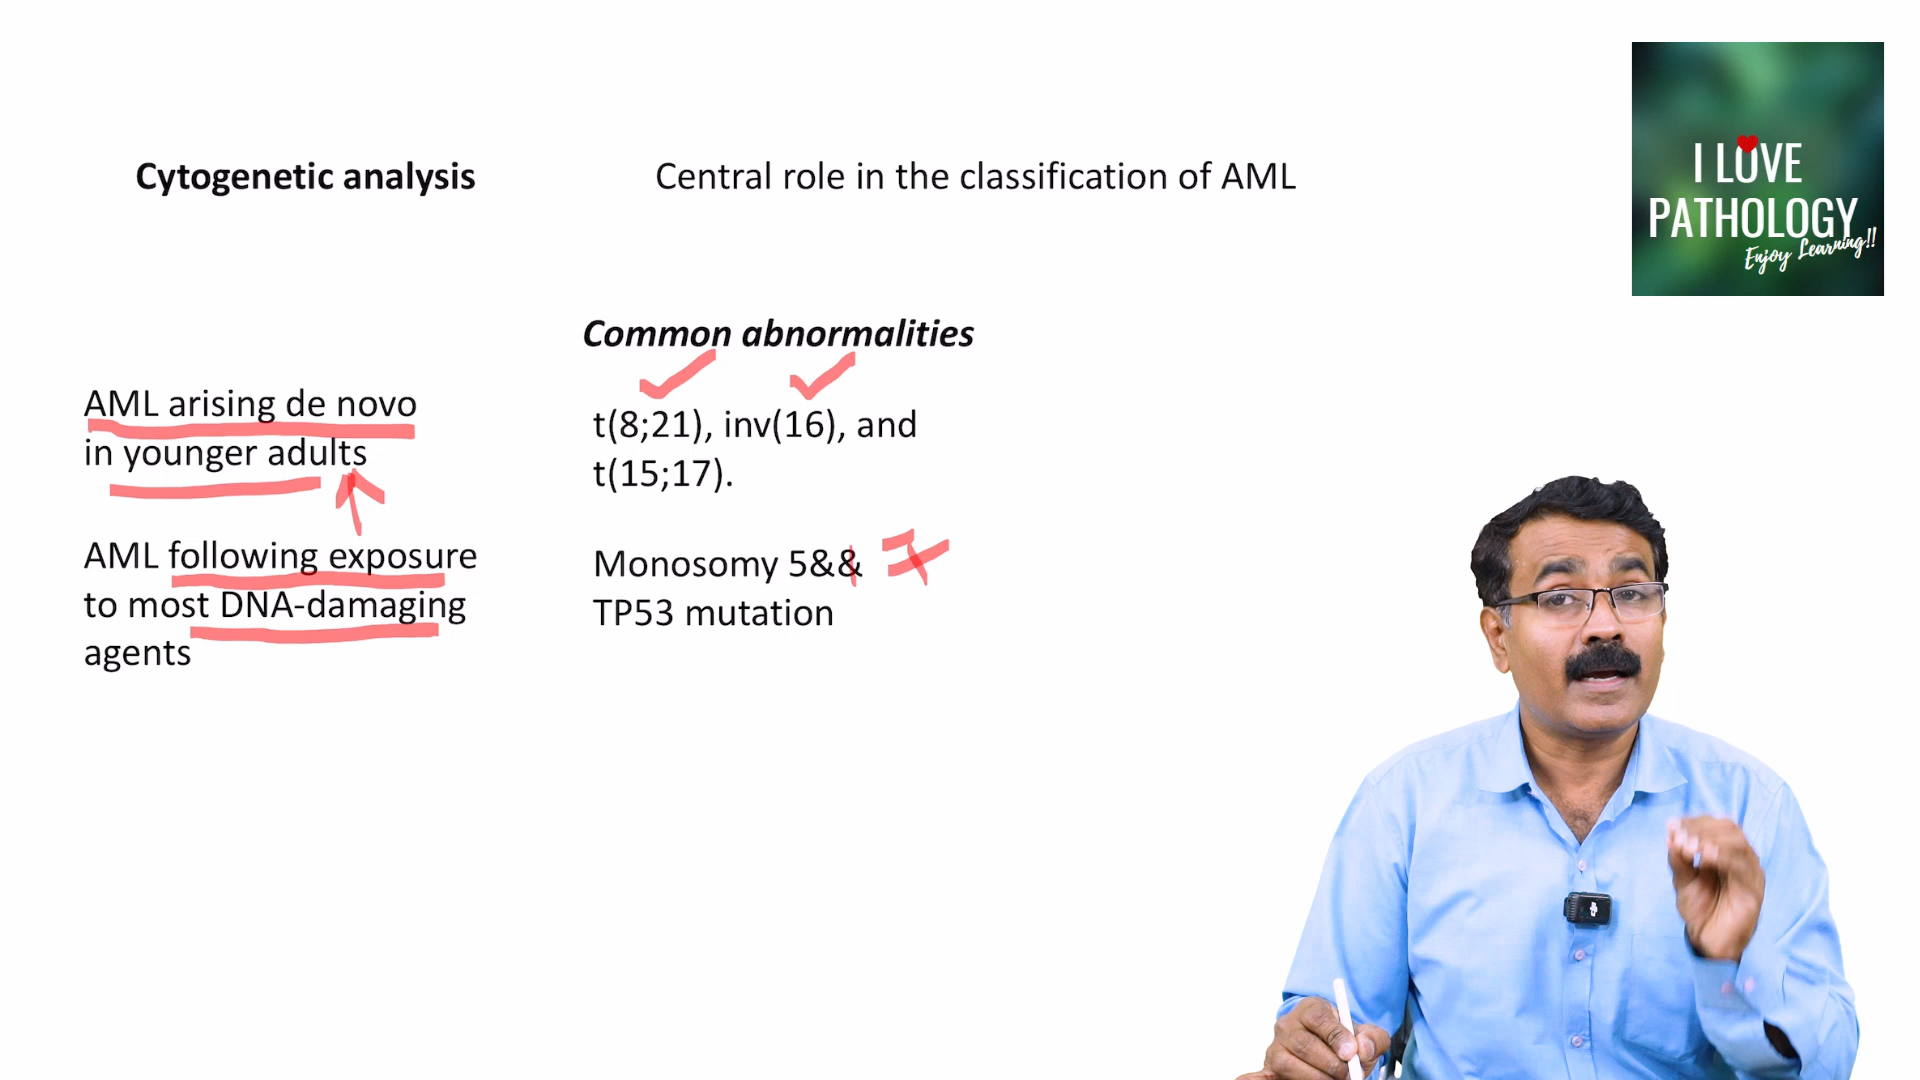 Cytogenetic analysis
Central role in the classification of AML
I LOVE
PATHOLOGY
Enjoy Learning!!
Common abnormalities
AML arising de novo
in younger adults
t(8;21), inv(16), and
t(15;17).
AML following exposure
to most DNA-damaging
agents
Monosomy 5&& 7
TP53 mutation